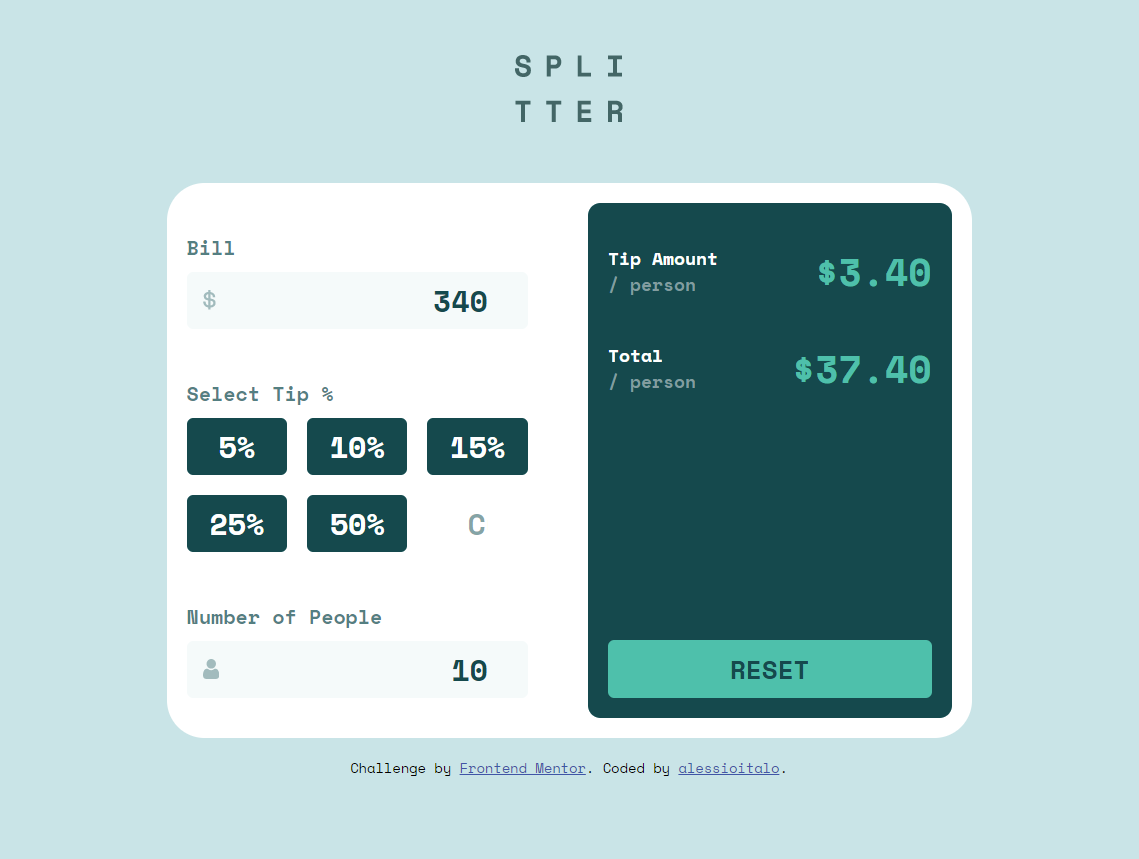 SPLI
TTER
Bill
$
340
Select Tip %
5%
10%
15%
25%
50%
C
Number of People
10
Tip Amount
/ person
$3.40
Total
/ person
$37.40
RESET
Challenge by Frontend Mentor. Coded by alessioitalo.